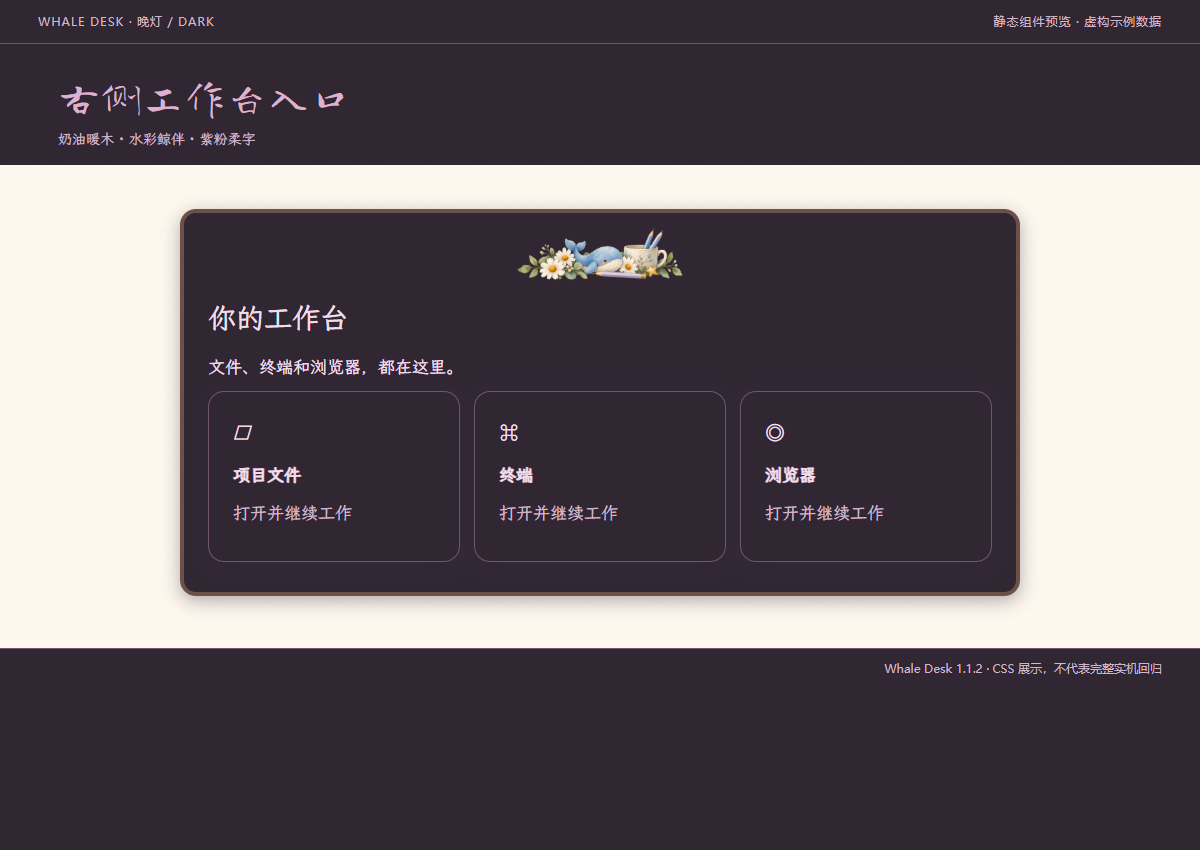 WHALE DESK · 晚灯 / DARK
静态组件预览 · 虚构示例数据
右侧工作台入口
奶油暖木 · 水彩鲸伴 · 紫粉柔字
你的工作台
文件、终端和浏览器，都在这里。
项目文件
打开并继续工作
终端
打开并继续工作
浏览器
打开并继续工作
Whale Desk 1.1.2 · CSS 展示，不代表完整实机回归